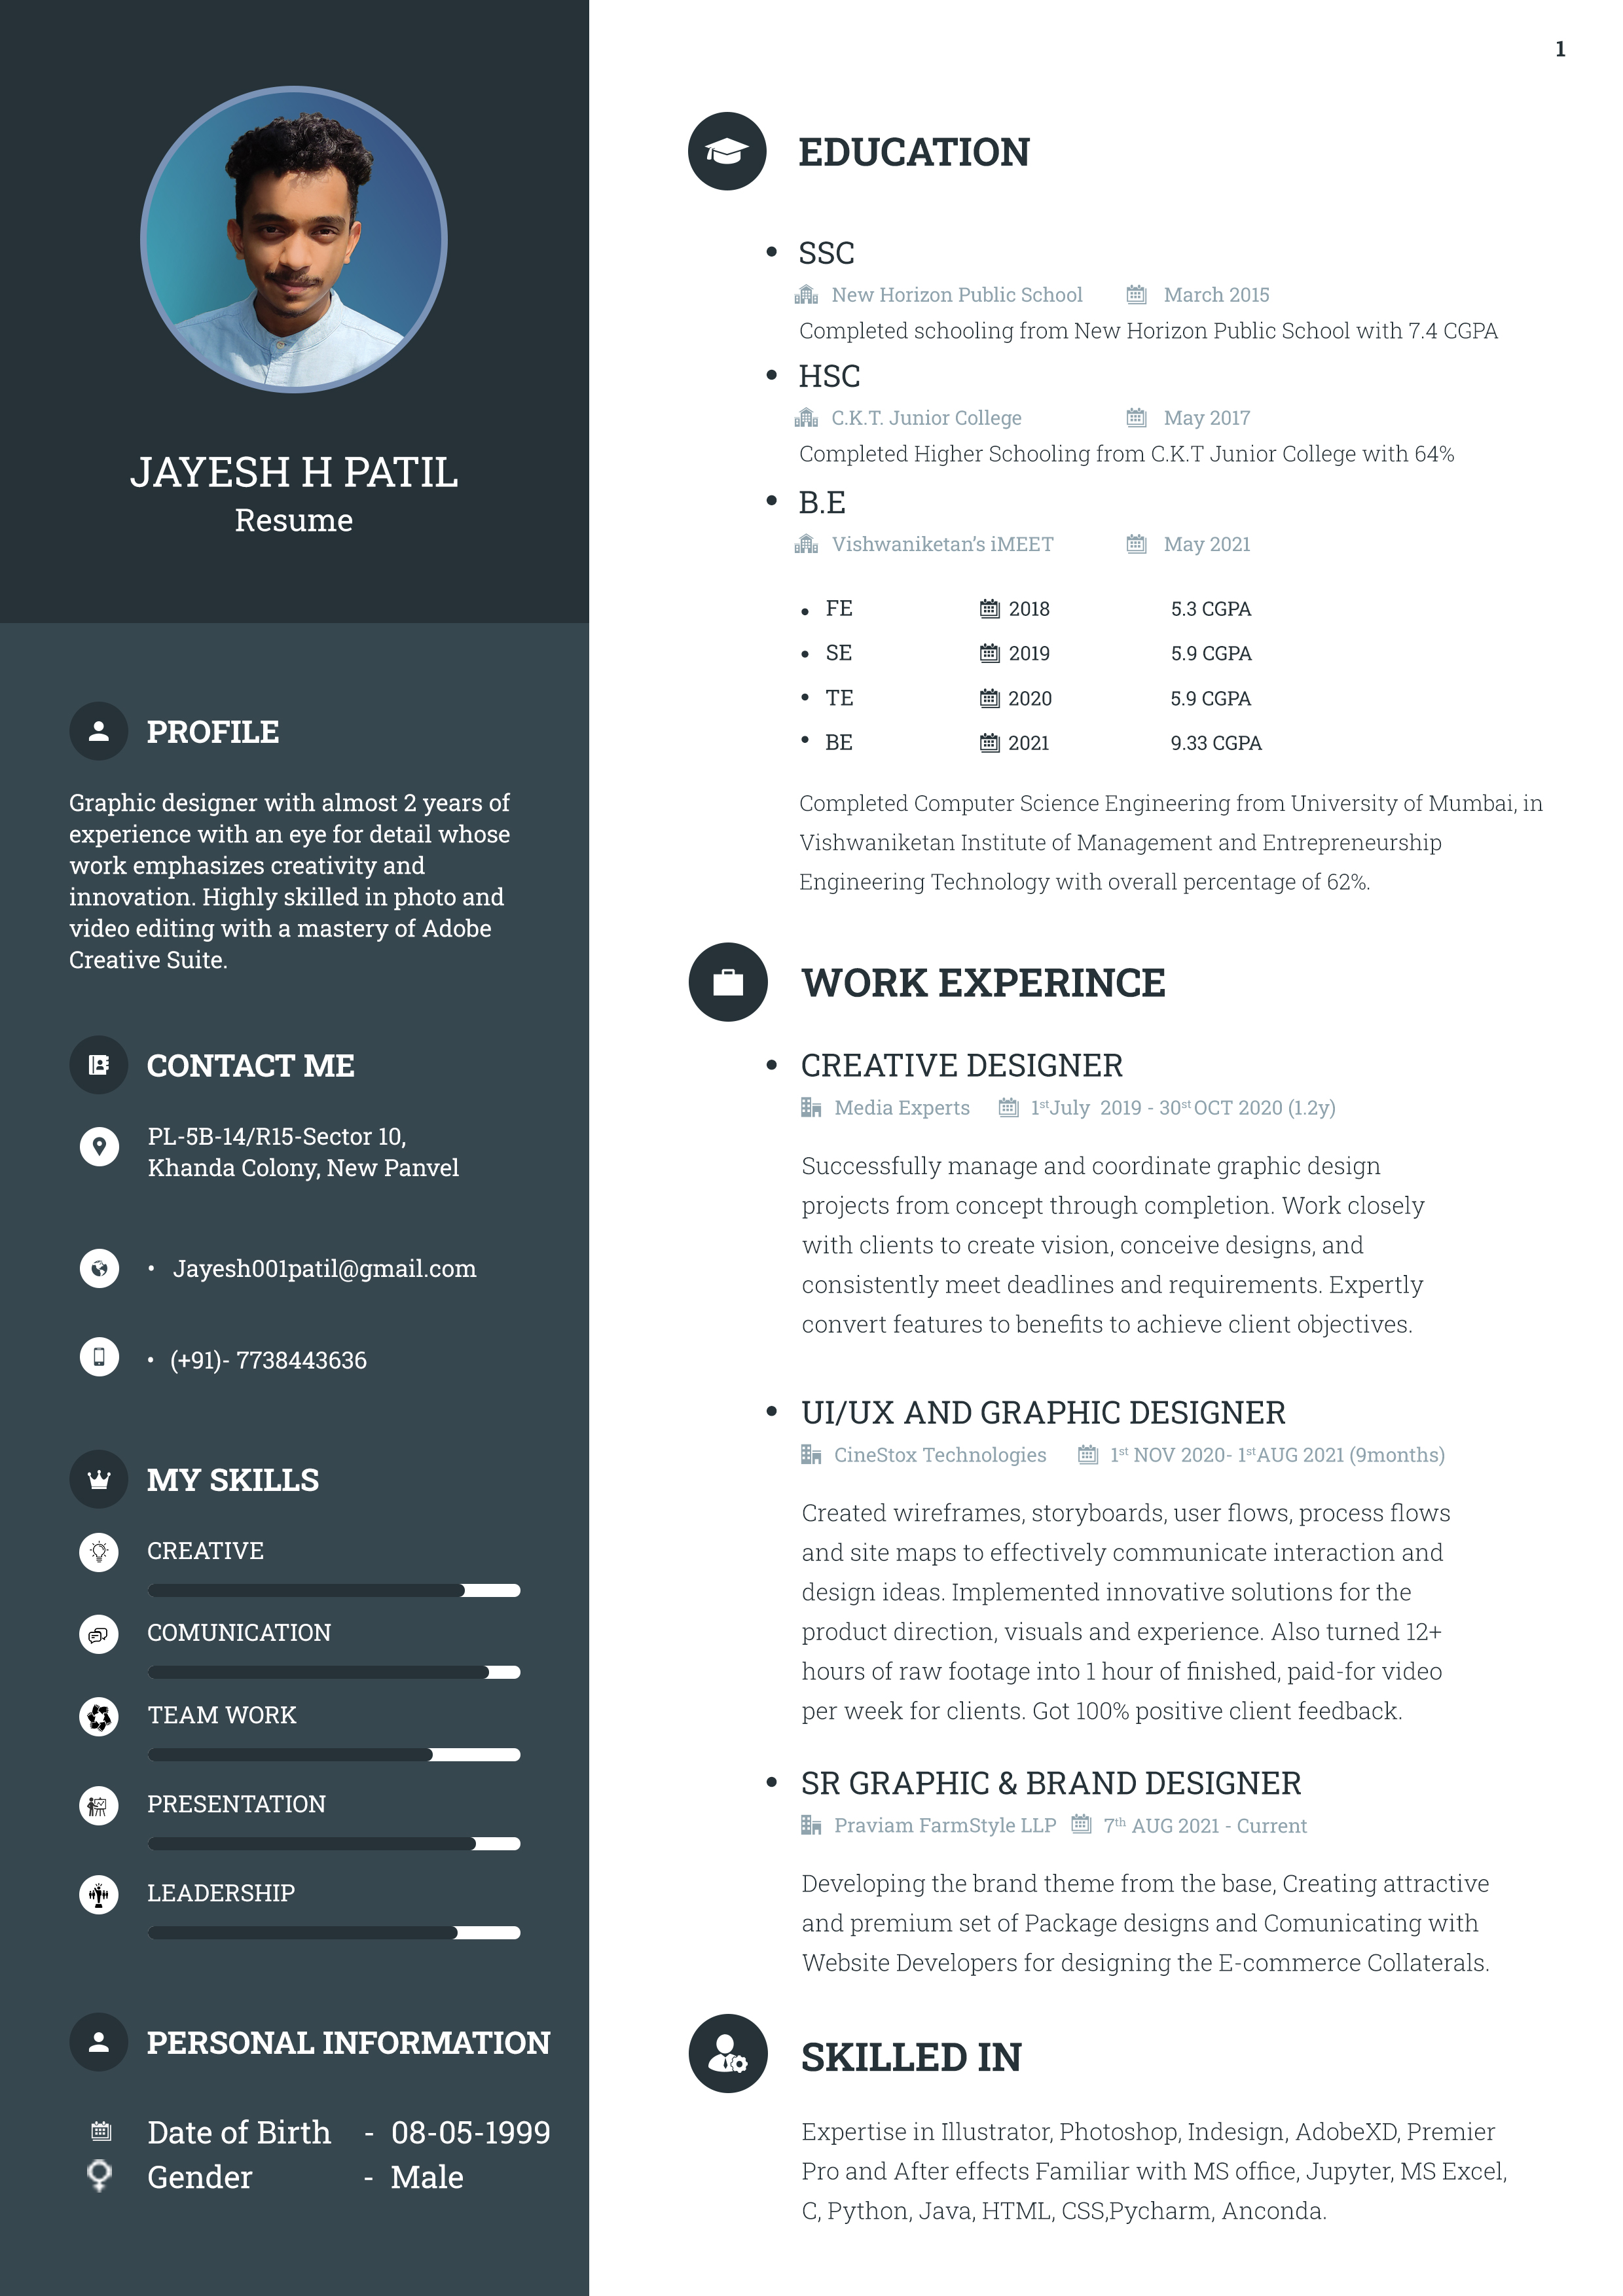 JAYESH H PATIL
Resume
PROFILE
Graphic designer with almost 2 years of
experience with an eye for detail whose
work emphasizes creativity and
innovation. Highly skilled in photo and
video editing with a mastery of Adobe
Creative Suite.
CONTACT ME
PL-5B-14/R15-Sector 10,
Khanda Colony, New Panvel
• Jayesh001patil@gmail.com
• (+91)- 7738443636
MY SKILLS
CREATIVE
COMUNICATION
TEAM WORK
PRESENTATION
LEADERSHIP
PERSONAL INFORMATION
Date of Birth - 08-05-1999
Gender - Male
1
EDUCATION
• SSC
New Horizon Public School March 2015
Completed schooling from New Horizon Public School with 7.4 CGPA
• HSC
C.K.T. Junior College May 2017
Completed Higher Schooling from C.K.T Junior College with 64%
• B.E
Vishwaniketan's iMEET May 2021
• FE 2018 5.3 CGPA
• SE 2019 5.9 CGPA
• TE 2020 5.9 CGPA
• BE 2021 9.33 CGPA
Completed Computer Science Engineering from University of Mumbai, in
Vishwaniketan Institute of Management and Entrepreneurship
Engineering Technology with overall percentage of 62%.
WORK EXPERINCE
• CREATIVE DESIGNER
Media Experts 1st July 2019 - 30st OCT 2020 (1.2y)
Successfully manage and coordinate graphic design
projects from concept through completion. Work closely
with clients to create vision, conceive designs, and
consistently meet deadlines and requirements. Expertly
convert features to benefits to achieve client objectives.
• UI/UX AND GRAPHIC DESIGNER
CineStox Technologies 1st NOV 2020- 1st AUG 2021 (9months)
Created wireframes, storyboards, user flows, process flows
and site maps to effectively communicate interaction and
design ideas. Implemented innovative solutions for the
product direction, visuals and experience. Also turned 12+
hours of raw footage into 1 hour of finished, paid-for video
per week for clients. Got 100% positive client feedback.
• SR GRAPHIC & BRAND DESIGNER
Praviam FarmStyle LLP 7th AUG 2021 - Current
Developing the brand theme from the base, Creating attractive
and premium set of Package designs and Comunicating with
Website Developers for designing the E-commerce Collaterals.
SKILLED IN
Expertise in Illustrator, Photoshop, Indesign, AdobeXD, Premier
Pro and After effects Familiar with MS office, Jupyter, MS Excel,
C, Python, Java, HTML, CSS,Pycharm, Anconda.